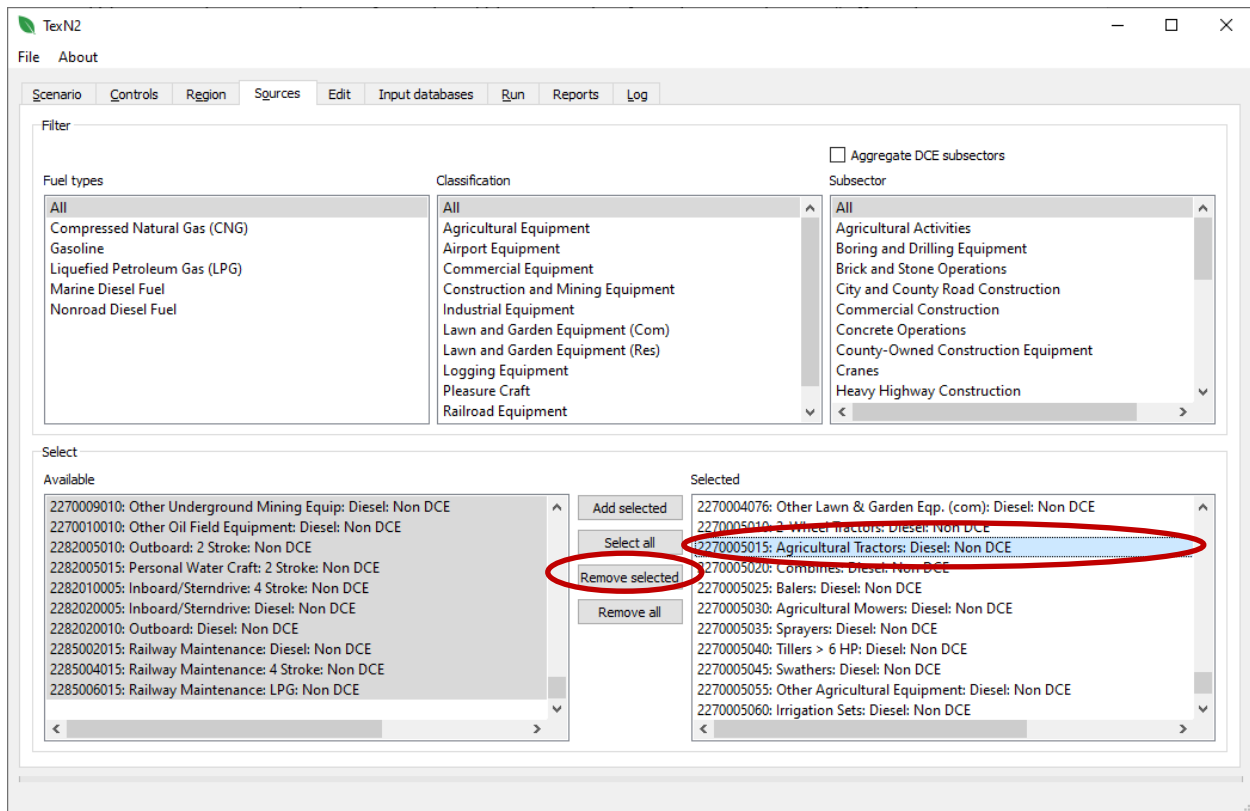 TexN2
File About
Scenario Controls Region Sources Edit Input databases Run Reports Log
Filter
Aggregate DCE subsectors
Fuel types
All
Compressed Natural Gas (CNG)
Gasoline
Liquefied Petroleum Gas (LPG)
Marine Diesel Fuel
Nonroad Diesel Fuel
Classification
All
Agricultural Equipment
Airport Equipment
Commercial Equipment
Construction and Mining Equipment
Industrial Equipment
Lawn and Garden Equipment (Com)
Lawn and Garden Equipment (Res)
Logging Equipment
Pleasure Craft
Railroad Equipment
Subsector
All
Agricultural Activities
Boring and Drilling Equipment
Brick and Stone Operations
City and County Road Construction
Commercial Construction
Concrete Operations
County-Owned Construction Equipment
Cranes
Heavy Highway Construction
Select
Available
2270009010: Other Underground Mining Equip: Diesel: Non DCE
2270010010: Other Oil Field Equipment: Diesel: Non DCE
2282005010: Outboard: 2 Stroke: Non DCE
2282005015: Personal Water Craft: 2 Stroke: Non DCE
2282010005: Inboard/Sterndrive: 4 Stroke: Non DCE
2282020005: Inboard/Sterndrive: Diesel: Non DCE
2282020010: Outboard: Diesel: Non DCE
2285002015: Railway Maintenance: Diesel: Non DCE
2285004015: Railway Maintenance: 4 Stroke: Non DCE
2285006015: Railway Maintenance: LPG: Non DCE
Add selected
Select all
Remove selected
Remove all
Selected
2270004076: Other Lawn & Garden Eqp. (com): Diesel: Non DCE
2270005010: 2-Wheel Tractors: Diesel: Non DCE
2270005015: Agricultural Tractors: Diesel: Non DCE
2270005020: Combines: Diesel: Non DCE
2270005025: Balers: Diesel: Non DCE
2270005030: Agricultural Mowers: Diesel: Non DCE
2270005035: Sprayers: Diesel: Non DCE
2270005040: Tillers > 6 HP: Diesel: Non DCE
2270005045: Swathers: Diesel: Non DCE
2270005055: Other Agricultural Equipment: Diesel: Non DCE
2270005060: Irrigation Sets: Diesel: Non DCE